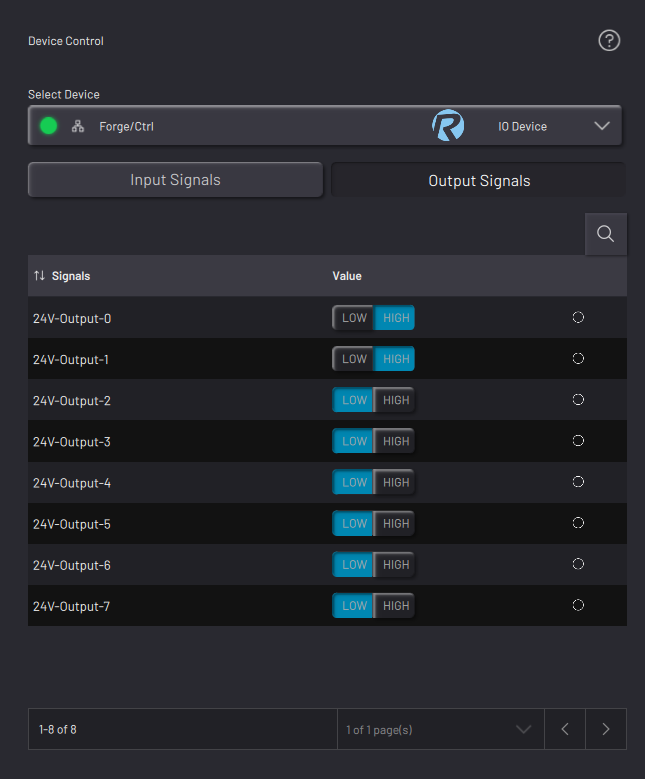 Device Control
Select Device
Forge/Ctrl R IO Device
Input Signals Output Signals
Signals Value
24V-Output-0 LOW HIGH
24V-Output-1 LOW HIGH
24V-Output-2 LOW HIGH
24V-Output-3 LOW HIGH
24V-Output-4 LOW HIGH
24V-Output-5 LOW HIGH
24V-Output-6 LOW HIGH
24V-Output-7 LOW HIGH
1-8 of 8 1 of 1 page(s)